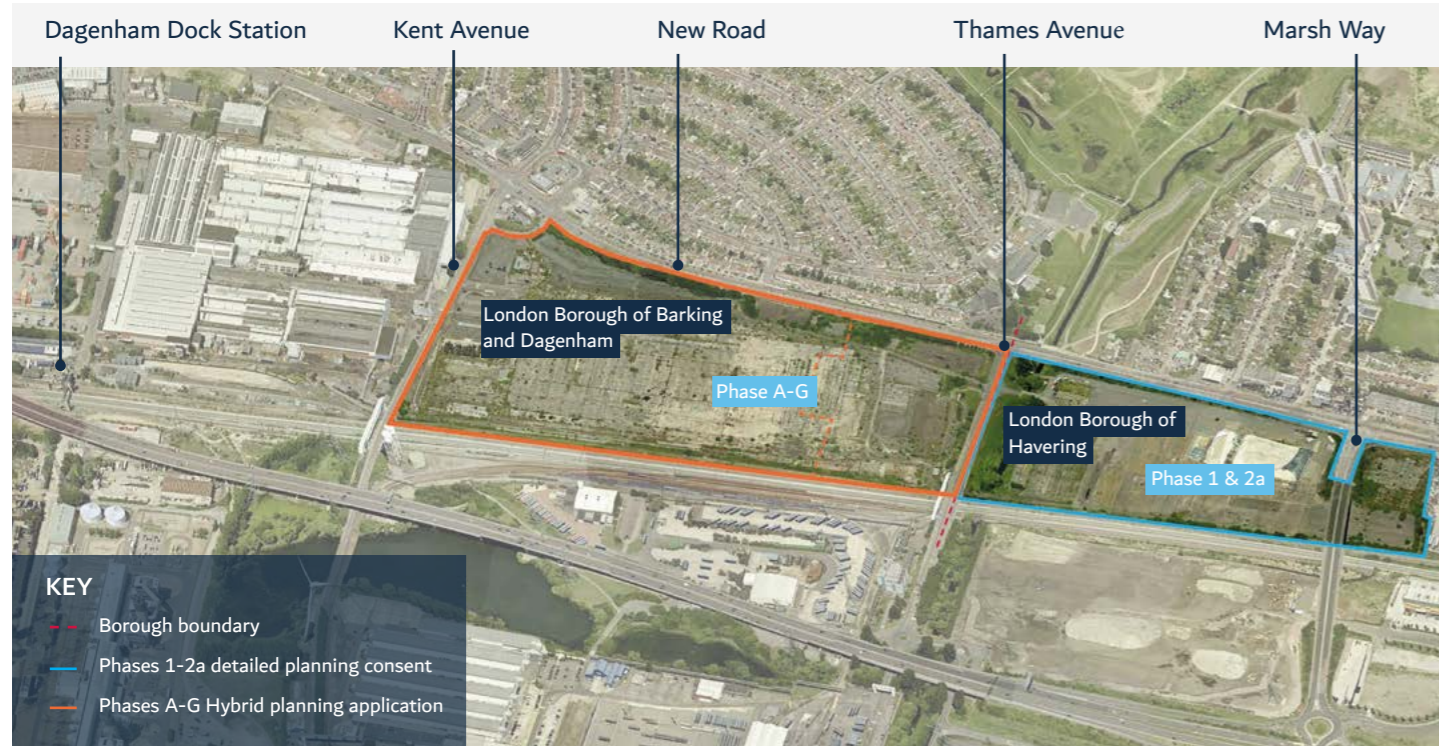 Dagenham Dock Station
Kent Avenue
New Road
Thames Avenue
Marsh Way
London Borough of Barking
and Dagenham
Phase A-G
London Borough of
Havering
Phase 1 & 2a
KEY
Borough boundary
Phases 1-2a detailed planning consent
Phases A-G Hybrid planning application